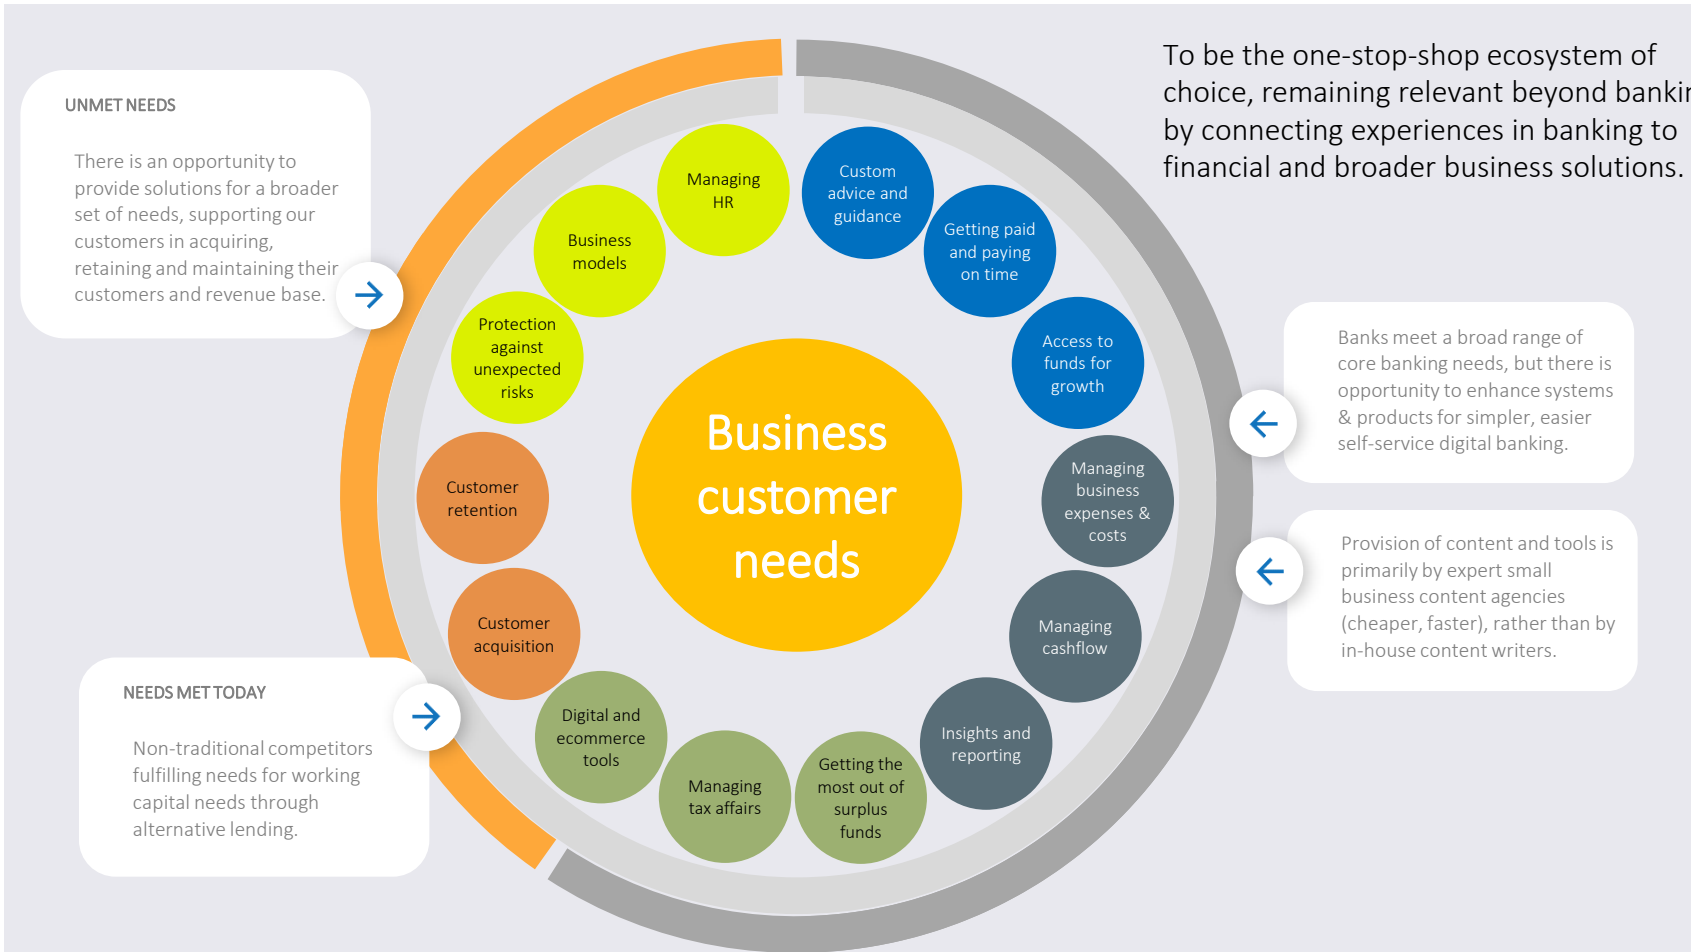 To be the one-stop-shop ecosystem of
choice, remaining relevant beyond bankin
by connecting experiences in banking to
financial and broader business solutions.
UNMET NEEDS
There is an opportunity to
provide solutions for a broader
set of needs, supporting our
customers in acquiring,
retaining and maintaining their
customers and revenue base.
Managing
HR
Business
models
Protection
against
unexpected
risks
Customer
retention
Customer
acquisition
Digital and
ecommerce
tools
Managing
tax affairs
Getting the
most out of
surplus
funds
Insights and
reporting
Managing
cashflow
Managing
business
expenses &
costs
Access to
funds for
growth
Getting paid
and paying
on time
Custom
advice and
guidance
Business
customer
needs
Banks meet a broad range of
core banking needs, but there is
opportunity to enhance systems
& products for simpler, easier
self-service digital banking.
Provision of content and tools is
primarily by expert small
business content agencies
(cheaper, faster), rather than by
in-house content writers.
NEEDS MET TODAY
Non-traditional competitors
fulfilling needs for working
capital needs through
alternative lending.